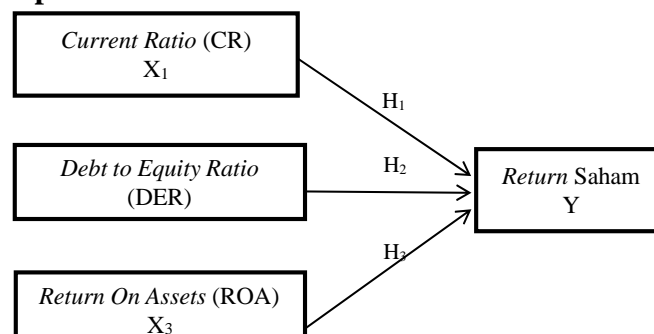 Current Ratio (CR)
X₁
H₁
Debt to Equity Ratio
(DER)
H₂
Return Saham
Y
H₃
Return On Assets (ROA)
X₃